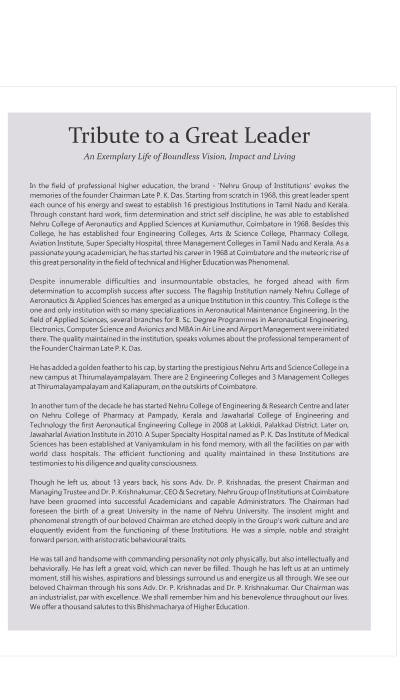 Tribute to a Great Leader
An Exemplary Life of Boundless Vision, Impact and Living
In the field of professional higher education, the brand - 'Nehru Group of Institutions' evokes the
memories of the founder Chairman Late P. K. Das. Starting from scratch in 1968, this great leader spent
each ounce of his energy and sweat to establish 16 prestigious Institutions in Tamil Nadu and Kerala.
Through constant hard work, firm determination and strict self discipline, he was able to established
Nehru College of Aeronautics and Applied Sciences at Kuniamuthur, Coimbatore in 1968. Besides this
College, he has established four Engineering Colleges, Arts & Science College, Pharmacy College,
Aviation Institute, Super Specialty Hospital, three Management Colleges in Tamil Nadu and Kerala. As a
passionate young academician, he has started his career in 1968 at Coimbatore and the meteoric rise of
this great personality in the field of technical and Higher Education was Phenomenal.
Despite innumerable difficulties and insurmountable obstacles, he forged ahead with firm
determination to accomplish success after success. The flagship Institution namely Nehru College of
Aeronautics & Applied Sciences has emerged as a unique Institution in this country. This College is the
one and only institution with so many specializations in Aeronautical Maintenance Engineering. In the
field of Applied Sciences, several branches for B. Sc. Degree Programmes in Aeronautical Engineering,
Electronics, Computer Science and Avionics and MBA in Air Line and Airport Management were initiated
there. The quality maintained in the institution, speaks volumes about the professional temperament of
the Founder Chairman Late P. K. Das.
He has added a golden feather to his cap, by starting the prestigious Nehru Arts and Science College in a
new campus at Thirumalayampalayam. There are 2 Engineering Colleges and 3 Management Colleges
at Thirumalayampalayam and Kaliapuram, on the outskirts of Coimbatore.
In another turn of the decade he has started Nehru College of Engineering & Research Centre and later
on Nehru College of Pharmacy at Pampady, Kerala and Jawaharlal College of Engineering and
Technology the first Aeronautical Engineering College in 2008 at Lakkidi, Palakkad District. Later on,
Jawaharlal Aviation Institute in 2010. A Super Specialty Hospital named as P. K. Das Institute of Medical
Sciences has been established at Vaniyamkulam in his fond memory, with all the facilities on par with
world class hospitals. The efficient functioning and quality maintained in these Institutions are
testimonies to his diligence and quality consciousness.
Though he left us, about 13 years back, his sons Adv. Dr. P. Krishnadas, the present Chairman and
Managing Trustee and Dr. P. Krishnakumar, CEO & Secretary, Nehru Group of Institutions at Coimbatore
have been groomed into successful Academicians and capable Administrators. The Chairman had
foreseen the birth of a great University in the name of Nehru University. The insolent might and
phenomenal strength of our beloved Chairman are etched deeply in the Group's work culture and are
eloquently evident from the functioning of these Institutions. He was a simple, noble and straight
forward person, with aristocratic behavioural traits.
He was tall and handsome with commanding personality not only physically, but also intellectually and
behaviorally. He has left a great void, which can never be filled. Though he has left us at an untimely
moment, still his wishes, aspirations and blessings surround us and energize us all through. We see our
beloved Chairman through his sons Adv. Dr. P. Krishnadas and Dr. P. Krishnakumar. Our Chairman was
an industrialist, par with excellence. We shall remember him and his benevolence throughout our lives.
We offer a thousand salutes to this Bhishmacharya of Higher Education.